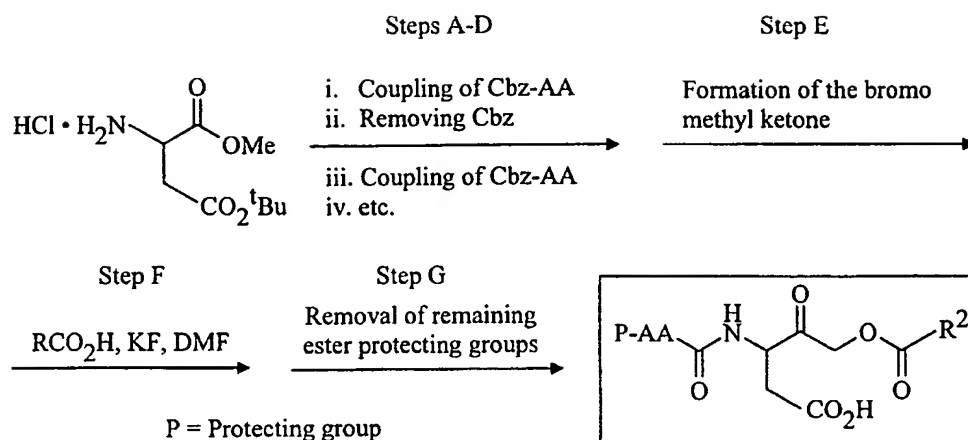 Steps A-D
Step E
i. Coupling of Cbz-AA
ii. Removing Cbz
iii. Coupling of Cbz-AA
iv. etc.
Formation of the bromo
methyl ketone
HCl • H₂N
O
OMe
CO₂ᵗBu
Step F
Step G
RCO₂H, KF, DMF
Removal of remaining
ester protecting groups
P-AA
O
H
N
O
O
O
R²
CO₂H
P = Protecting group